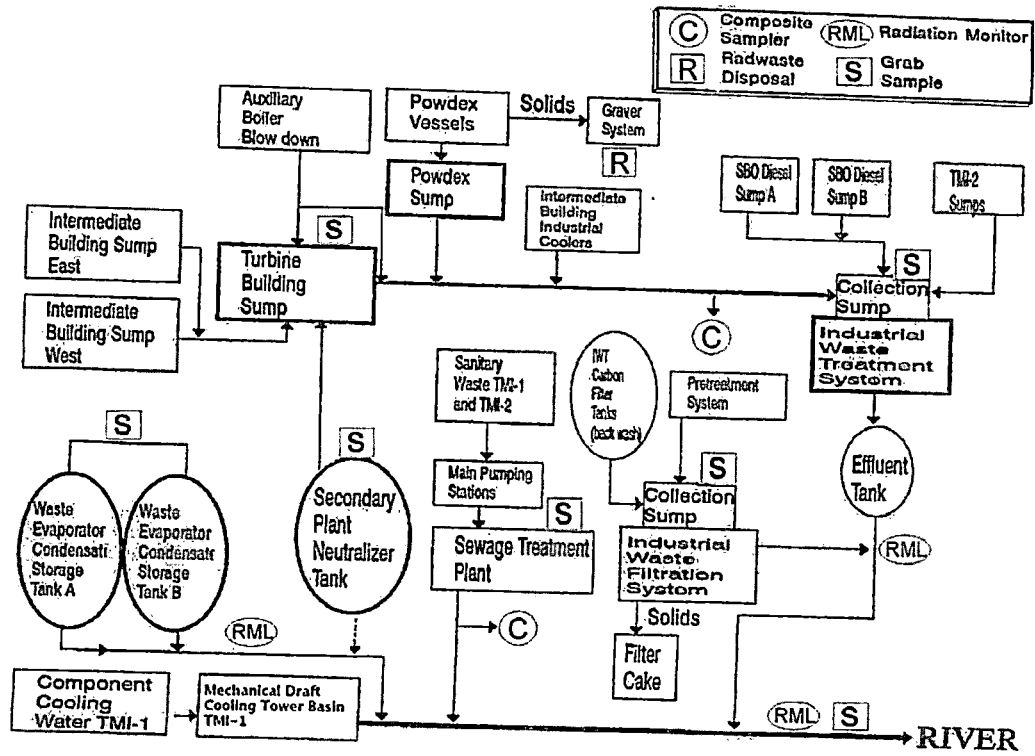 C
Composite
Sampler
RML
Radiation Monitor
R
Radwaste
Disposal
S
Grab
Sample
Auxiliary
Boiler
Blow down
Powdex
Vessels
Solids
Graver
System
R
Powdex
Sump
Intermediate
Building
Industrial
Coolers
SBO Diesel
Sump A
SBO Diesel
Sump B
TMI-2
Sumps
Intermediate
Building Sump
East
S
Turbine
Building
Sump
S
Collection
Sump
Intermediate
Building Sump
West
C
Industrial
Waste
Treatment
System
Sanitary
Waste TMI-1
and TMI-2
IWT
Carbon
Filter
Tanks
(back wash)
Pretreatment
System
S
S
Effluent
Tank
Waste
Evaporator
Condensate
Storage
Tank A
Waste
Evaporator
Condensate
Storage
Tank B
Secondary
Plant
Neutralizer
Tank
Main Pumping
Stations
S
Sewage Treatment
Plant
S
Collection
Sump
Industrial
Waste
Filtration
System
RML
Solids
Filter
Cake
C
RML
Component
Cooling
Water TMI-1
Mechanical Draft
Cooling Tower Basin
TMI-1
RML
S
RIVER